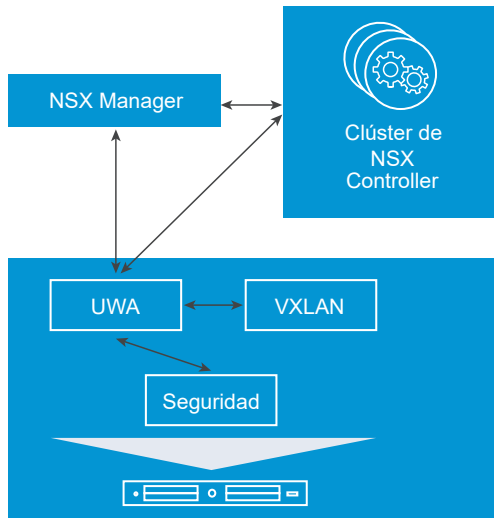 NSX Manager
Clúster de
NSX
Controller
UWA
VXLAN
Seguridad